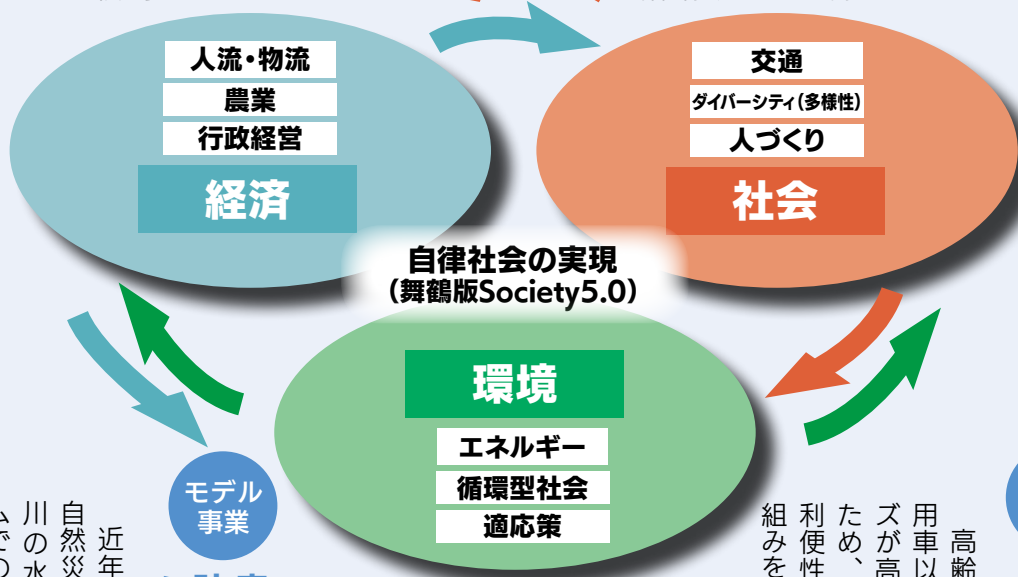 人流・物流
農業
行政経営
経済
交通
ダイバーシティ(多様性)
人づくり
社会
自律社会の実現
(舞鶴版Society5.0)
環境
エネルギー
循環型社会
適応策
モデル
事業
近年
自然災
川の水
ムでの
高齢
用車以
ズが高
ため、
利便性
組みを